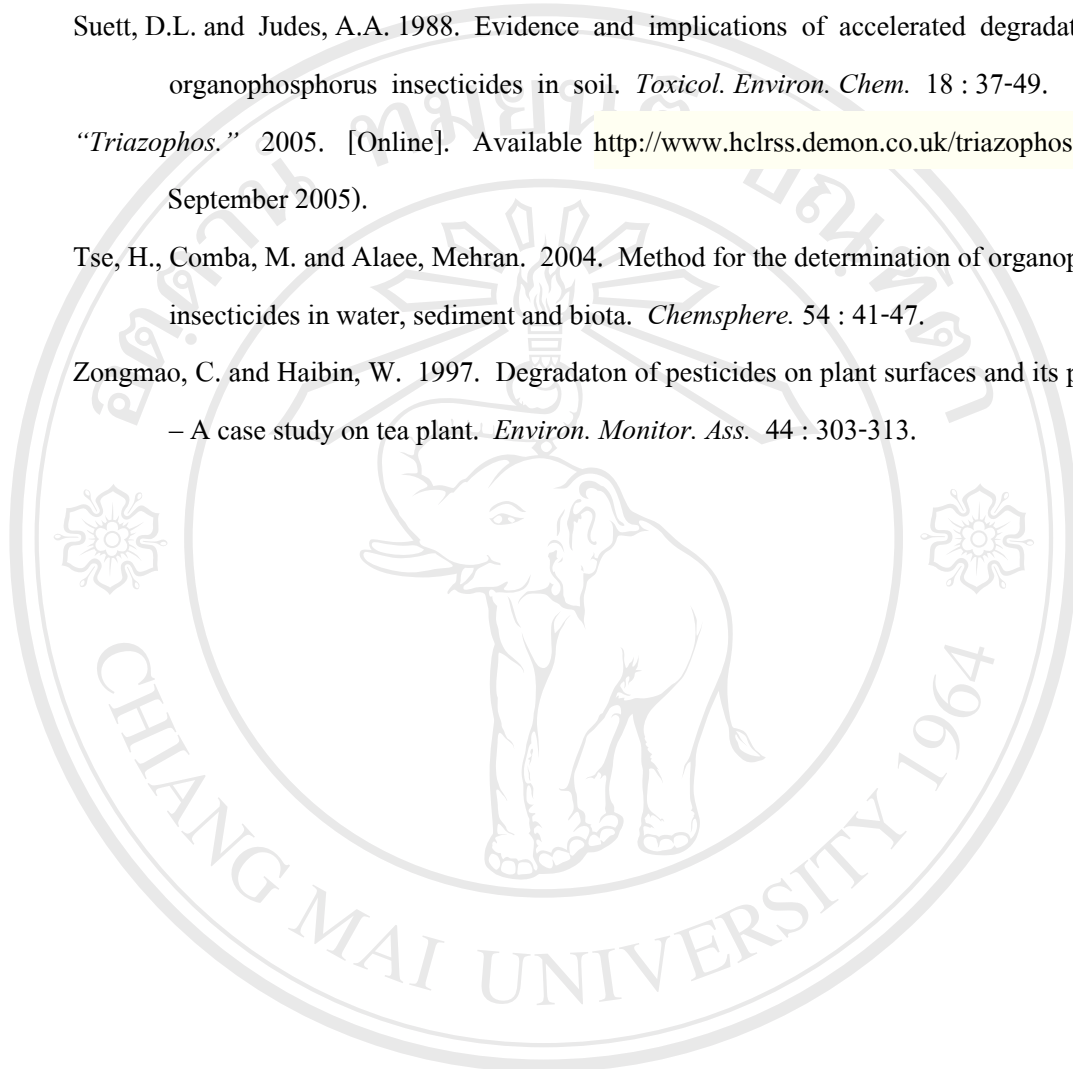 Suett, D.L. and Judes, A.A. 1988. Evidence and implications of accelerated
organophosphorus insecticides in soil. Toxicol. Environ. Chem. 18 : 37-49.
“Triazophos.” 2005. [Online]. Available http://www.hclrss.demon.co.uk/triazophos
September 2005).
Tse, H., Comba, M. and Alaee, Mehran. 2004. Method for the determination of
insecticides in water, sediment and biota. Chemsphere. 54 : 41-47.
Zongmao, C. and Haibin, W. 1997. Degradaton of pesticides on plant surfaces and its
– A case study on tea plant. Environ. Monitor. Ass. 44 : 303-313.
CHIANG MAI UNIVERSITY 1964